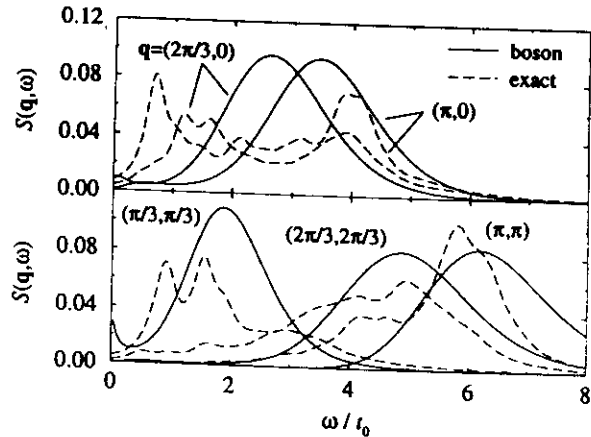 0.12
q=(2π/3,0)
boson
exact
0.08
S(q,ω)
(π,0)
0.04
0.00
(π/3,π/3)
(2π/3,2π/3)
(π,π)
0.08
S(q,ω)
0.04
0.00
0
2
4
6
8
ω / t₀